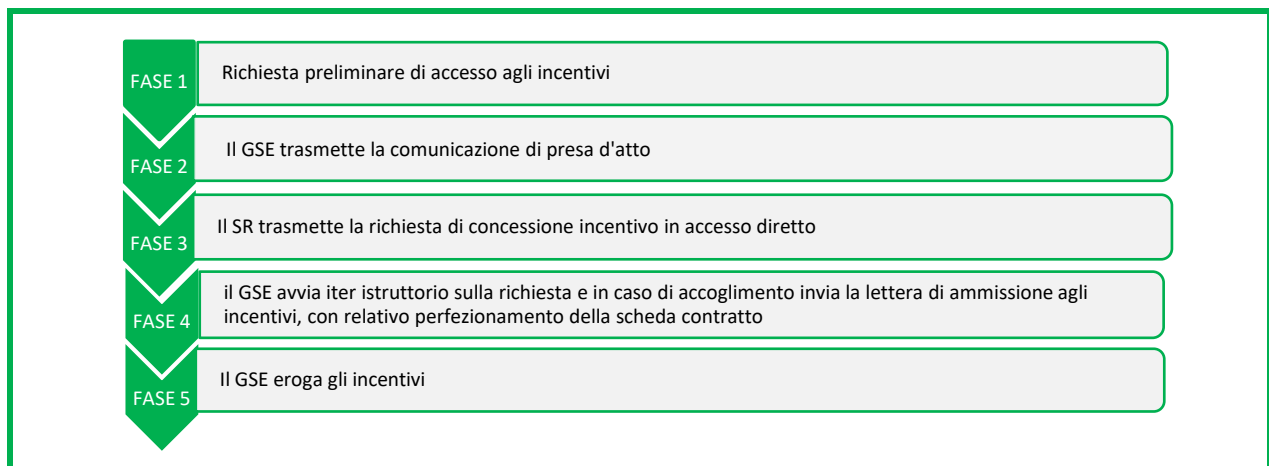 FASE 1
Richiesta preliminare di accesso agli incentivi
FASE 2
Il GSE trasmette la comunicazione di presa d'atto
FASE 3
Il SR trasmette la richiesta di concessione incentivo in accesso diretto
FASE 4
il GSE avvia iter istruttorio sulla richiesta e in caso di accoglimento invia la lettera di ammissione agli
incentivi, con relativo perfezionamento della scheda contratto
FASE 5
Il GSE eroga gli incentivi